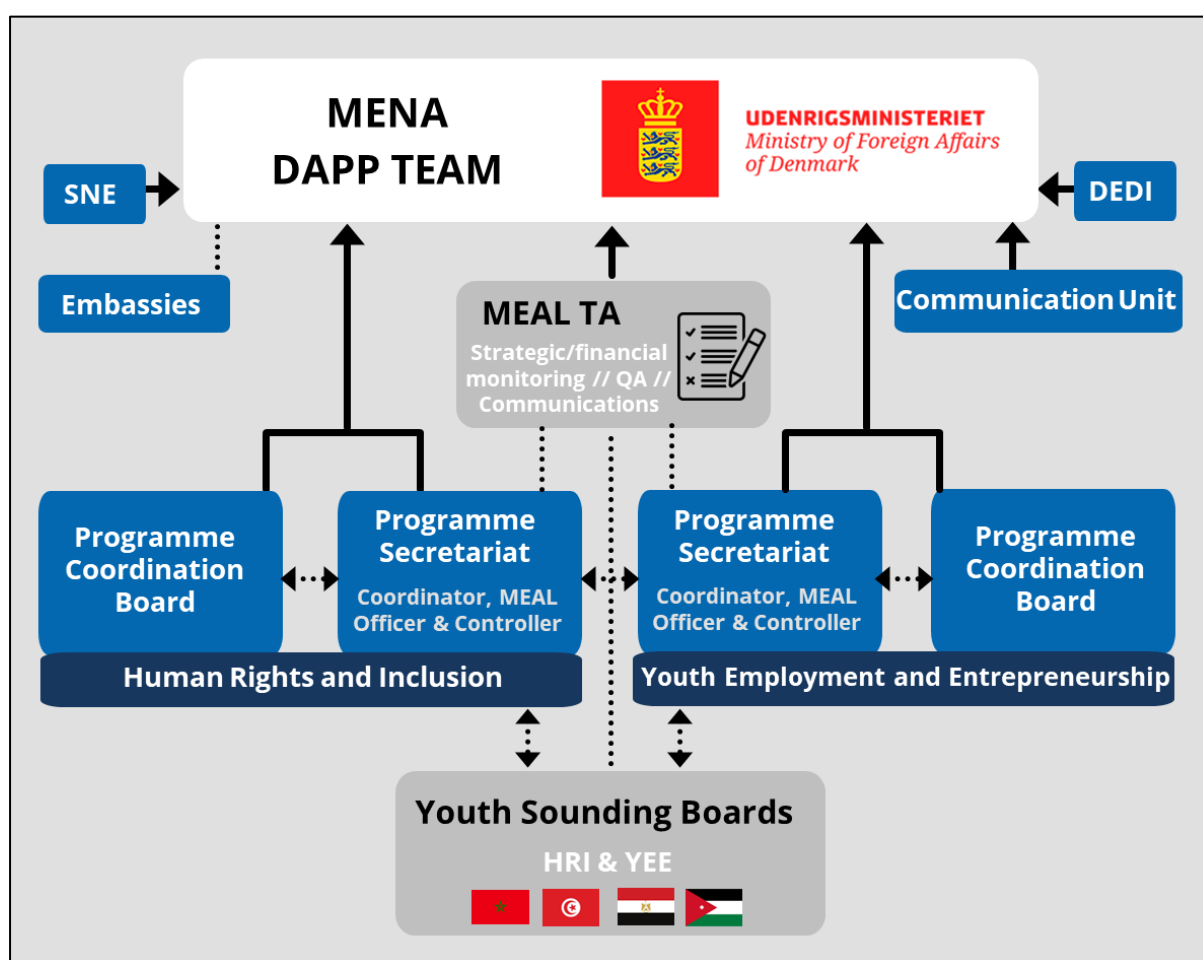 MENA
DAPP TEAM
UDENRIGSMINISTERIET
Ministry of Foreign Affairs
of Denmark
SNE
DEDI
Embassies
Communication Unit
MEAL TA
Strategic/financial
monitoring // QA //
Communications
Programme
Coordination
Board
Programme
Secretariat
Coordinator, MEAL
Officer & Controller
Programme
Secretariat
Coordinator, MEAL
Officer & Controller
Programme
Coordination
Board
Human Rights and Inclusion
Youth Employment and Entrepreneurship
Youth Sounding Boards
HRI & YEE